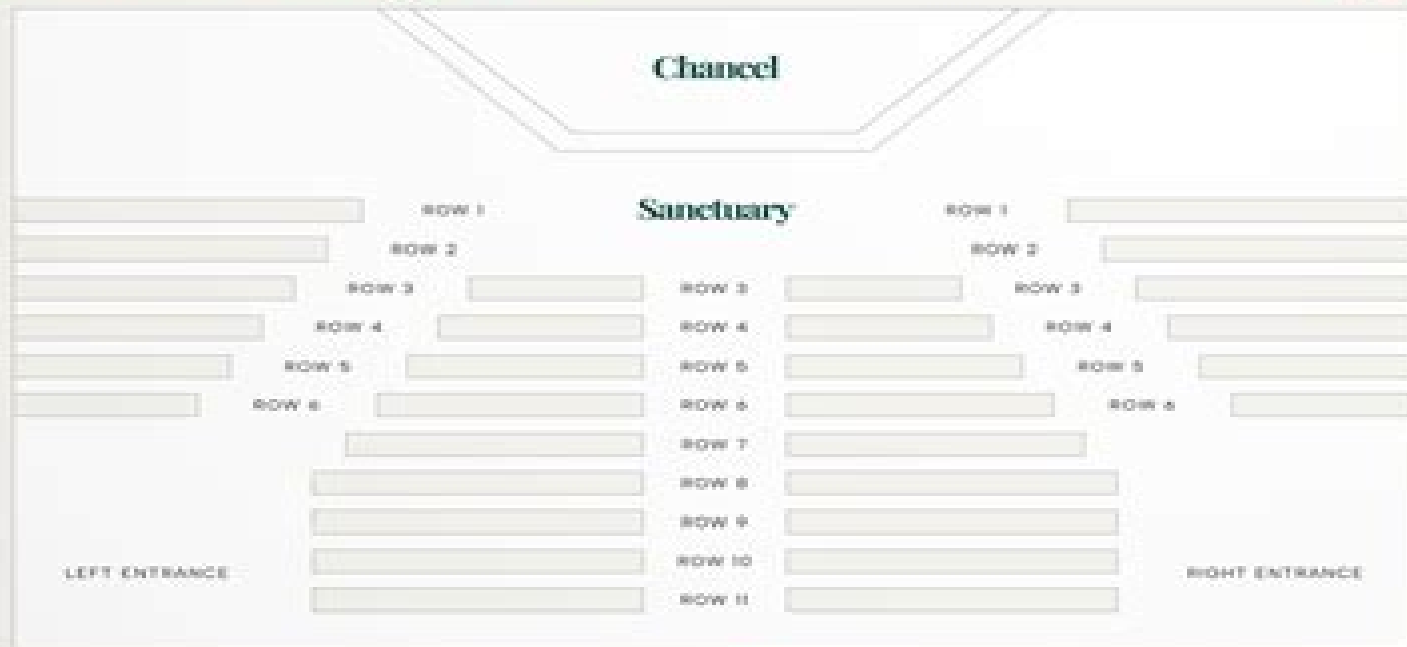 Chancel
ROW 1 Sanctuary ROW 1
ROW 2 ROW 2
ROW 3 ROW 3 ROW 3
ROW 4 ROW 4 ROW 4
ROW 5 ROW 5 ROW 5
ROW 6 ROW 6 ROW 6
ROW 7
ROW 8
ROW 9
ROW 10
LEFT ENTRANCE RIGHT ENTRANCE
ROW 11